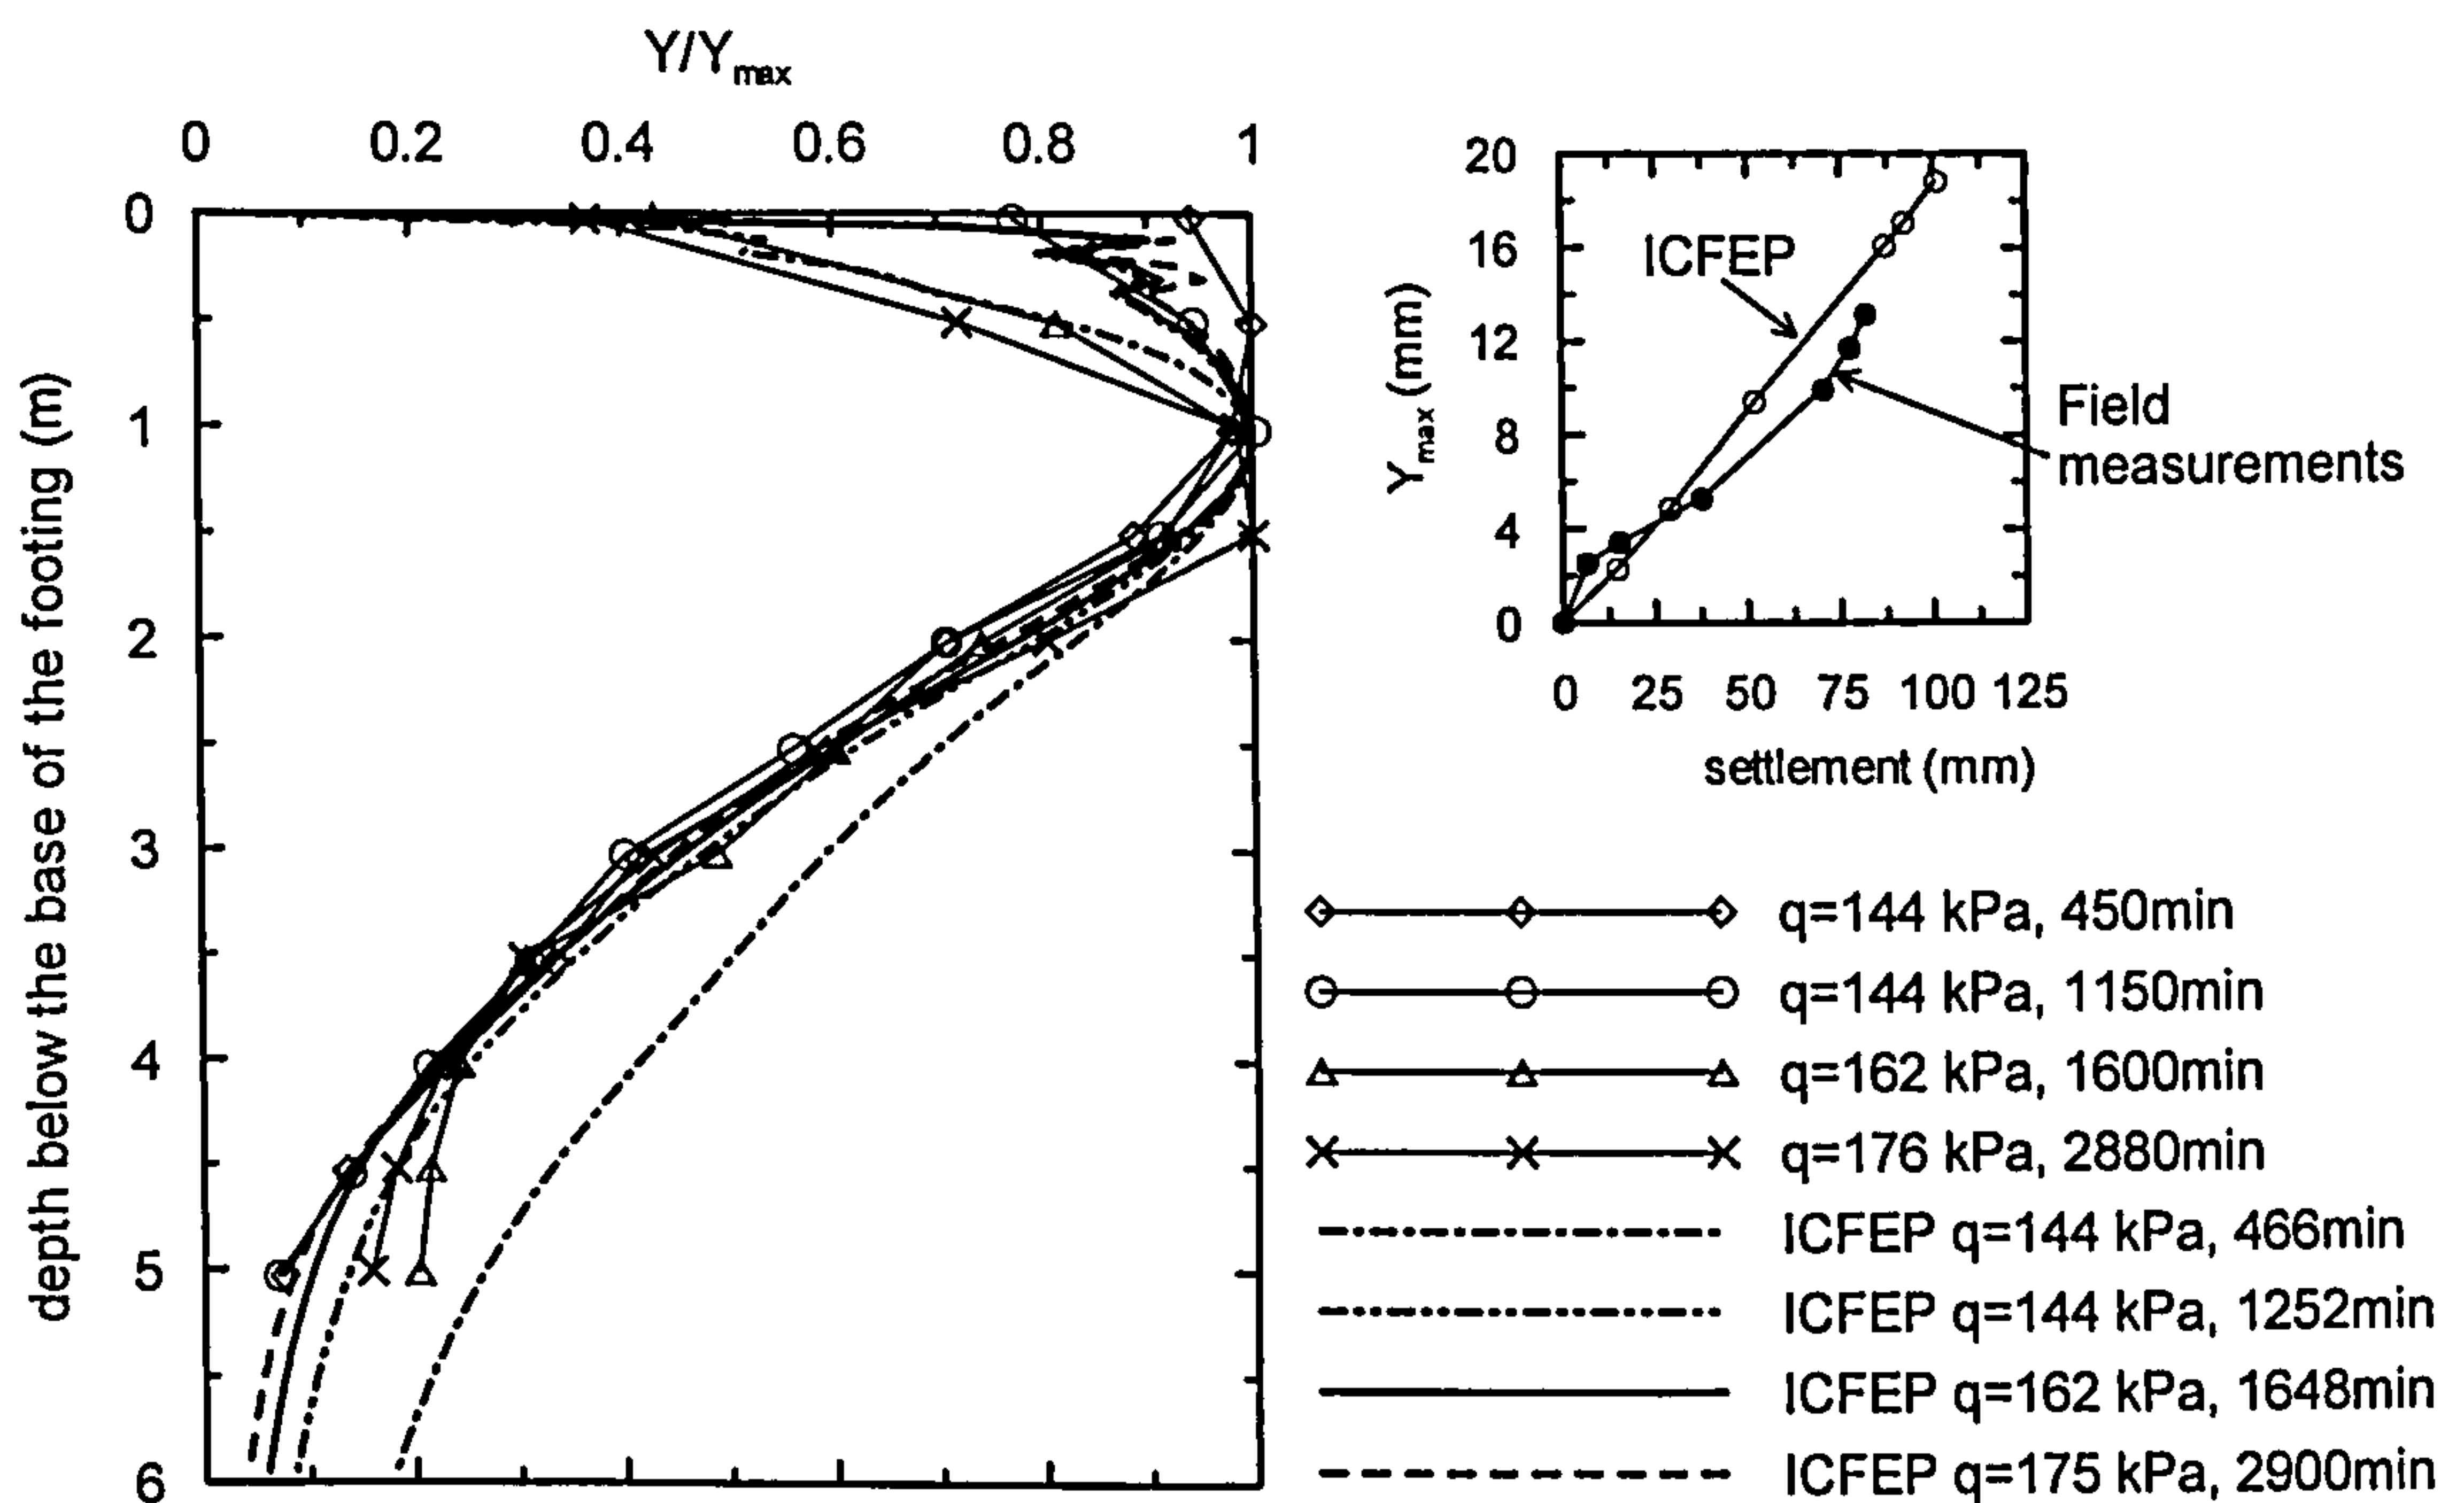 Y/Ymax
0 0.2 0.4 0.6 0.8 1
0
1
2
3
4
5
6
depth below the base of the footing (m)
20
16
12
8
4
0
Ymax (mm)
ICFEP
Field
measurements
0 25 50 75 100 125
settlement (mm)
q=144 kPa, 450min
q=144 kPa, 1150min
q=162 kPa, 1600min
q=176 kPa, 2880min
ICFEP q=144 kPa, 466min
ICFEP q=144 kPa, 1252min
ICFEP q=162 kPa, 1648min
ICFEP q=175 kPa, 2900min